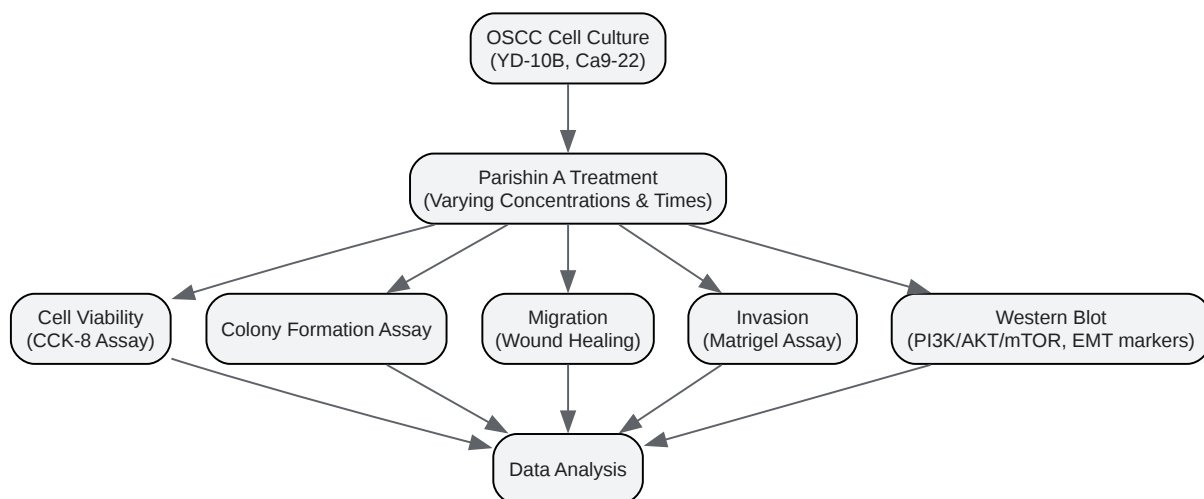 OSCC Cell Culture
(YD-10B, Ca9-22)
Parishin A Treatment
(Varying Concentrations & Times)
Cell Viability
(CCK-8 Assay)
Colony Formation Assay
Migration
(Wound Healing)
Invasion
(Matrigel Assay)
Western Blot
(PI3K/AKT/mTOR, EMT markers)
Data Analysis